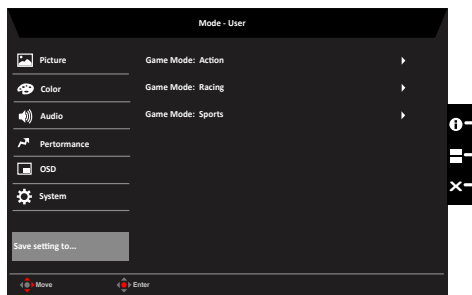 Mode - User
Picture
Game Mode: Action
Color
Game Mode: Racing
Audio
Game Mode: Sports
Pertormance
OSD
System
Save setting to...
Move
Enter